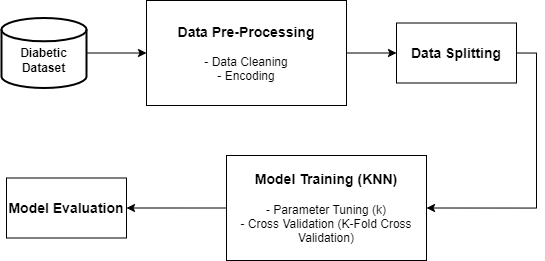 Diabetic
Dataset
Data Pre-Processing
- Data Cleaning
- Encoding
Data Splitting
Model Training (KNN)
- Parameter Tuning (k)
- Cross Validation (K-Fold Cross
Validation)
Model Evaluation